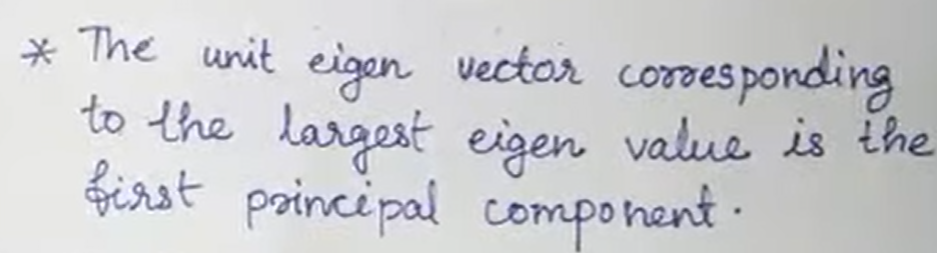 * The unit eigen vector corresponding
to the largest eigen value is the
first principal component.